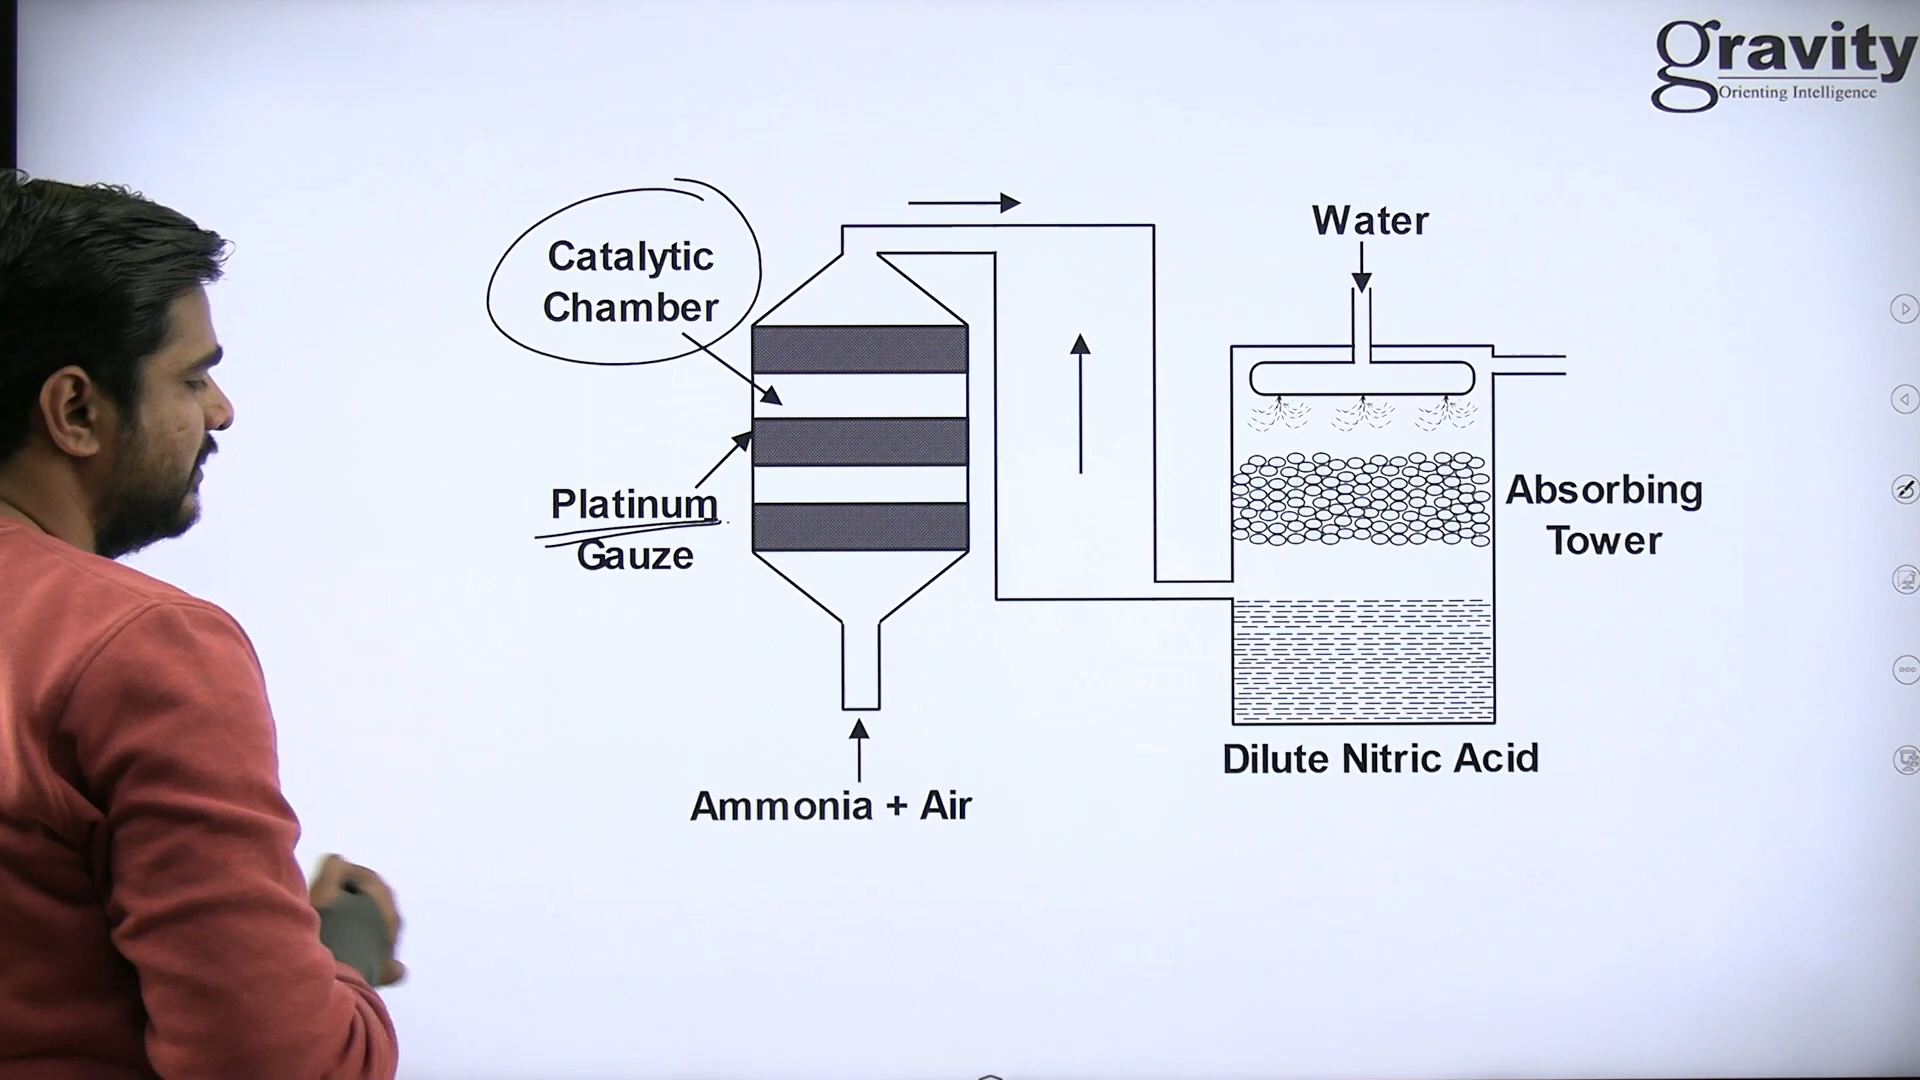 gravity
Orienting Intelligence
Catalytic
Chamber
Water
Platinum
Gauze
Absorbing
Tower
Dilute Nitric Acid
Ammonia + Air